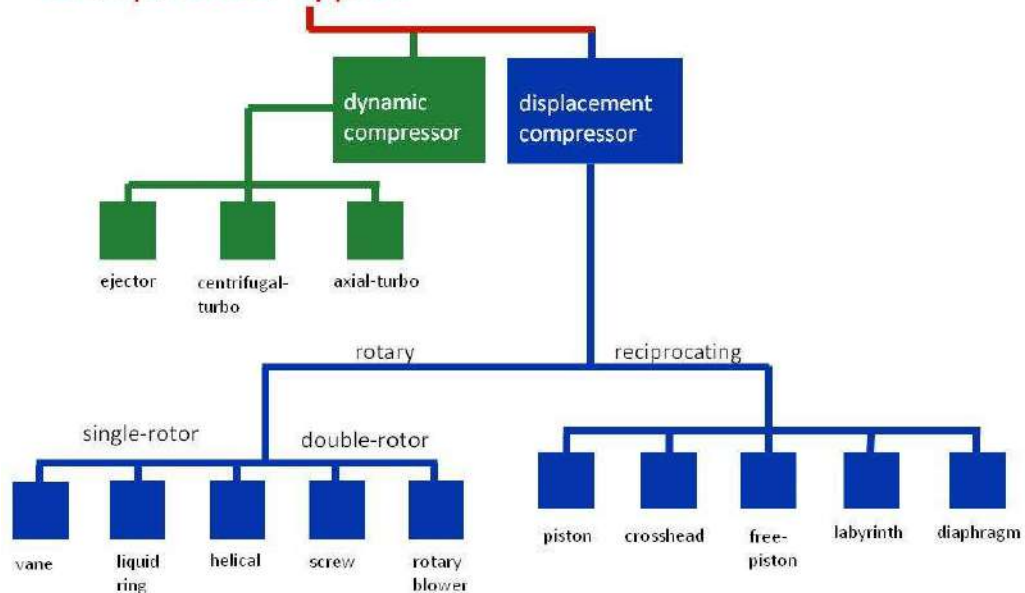 dynamic
compressor
displacement
compressor
ejector
centrifugal-
turbo
axial-turbo
rotary
reciprocating
single-rotor
double-rotor
vane
liquid
ring
helical
screw
rotary
blower
piston
crosshead
free-
piston
labyrinth
diaphragm